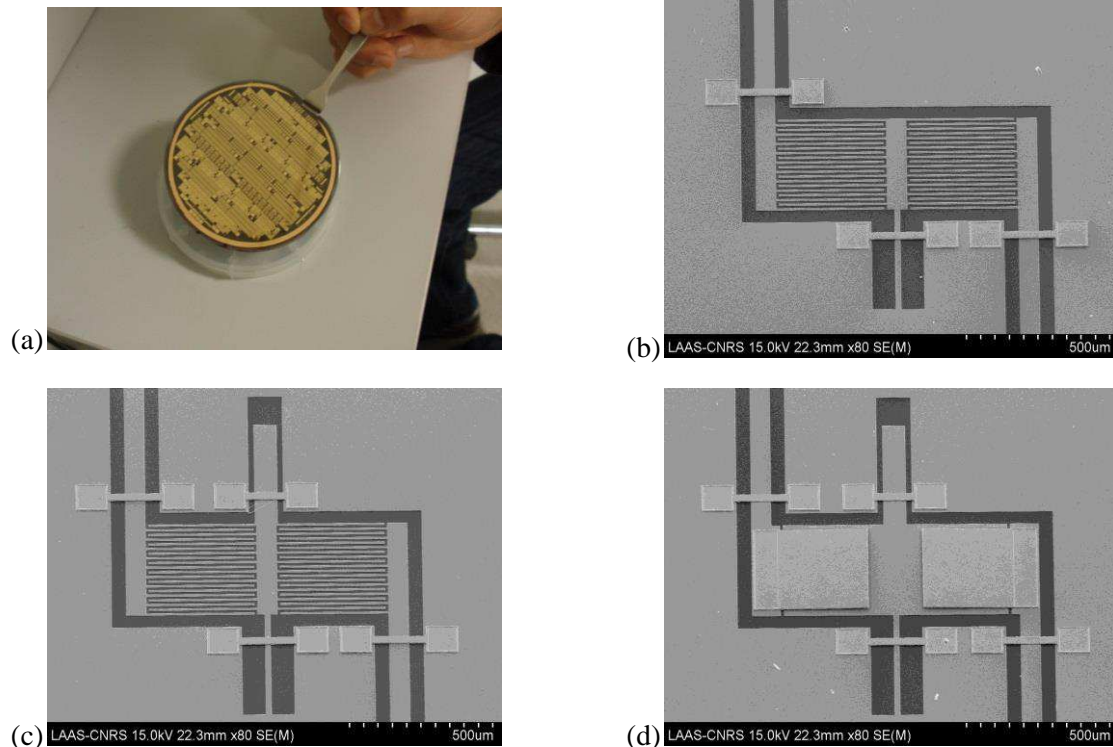 (a)
(b)
LAAS-CNRS 15.0kV 22.3mm x80 SE(M) 500um
(c)
LAAS-CNRS 15.0kV 22.3mm x80 SE(M) 500um
(d)
LAAS-CNRS 15.0kV 22.3mm x80 SE(M) 500um